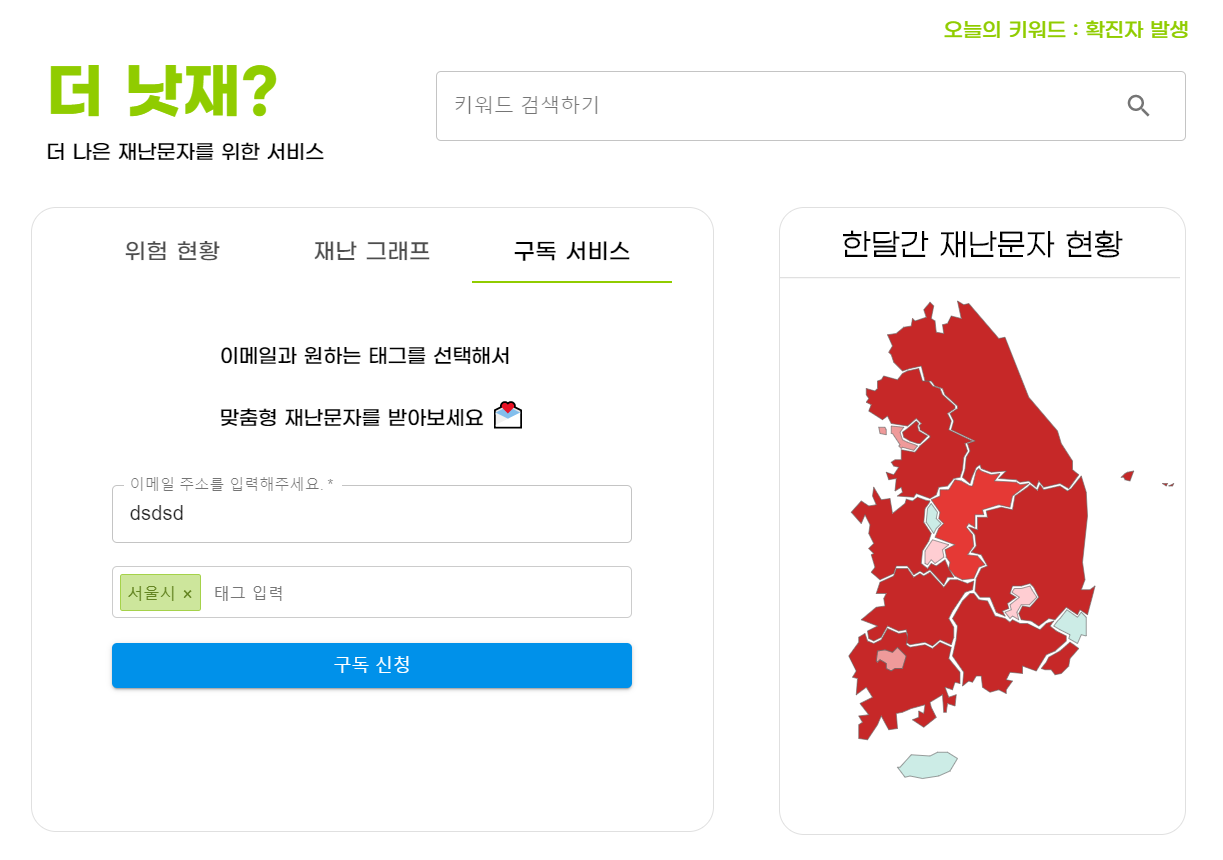 오늘의 키워드 : 확진자 발생
더 낫재?
키워드 검색하기
더 나은 재난문자를 위한 서비스
위험 현황
재난 그래프
구독 서비스
한달간 재난문자 현황
이메일과 원하는 태그를 선택해서
맞춤형 재난문자를 받아보세요
이메일 주소를 입력해주세요. *
dsdsd
서울시 × 태그 입력
구독 신청